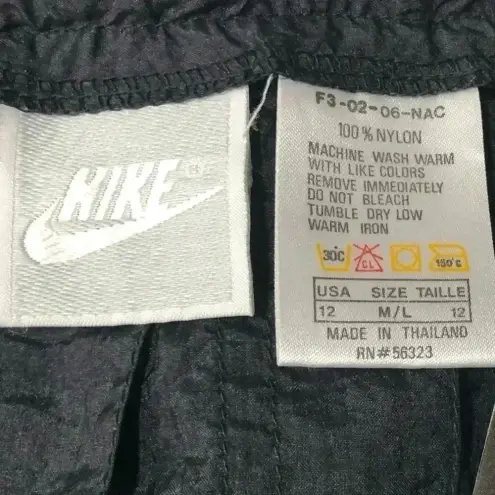 NIKE ®
F3-02-06-NAC
100% NYLON
MACHINE WASH WARM
WITH LIKE COLORS
REMOVE IMMEDIATELY
DO NOT BLEACH
TUMBLE DRY LOW
WARM IRON
30C CL 150°C
USA SIZE TAILLE
12 M/L 12
MADE IN THAILAND
RN#56323